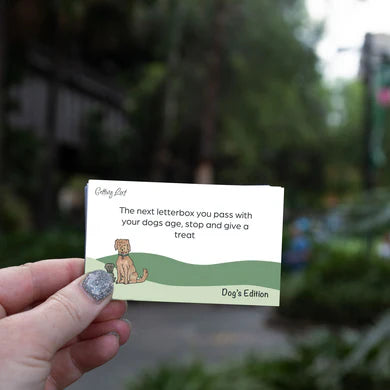 Getting Lost
The next letterbox you pass with
your dogs age, stop and give a
treat
Dog's Edition